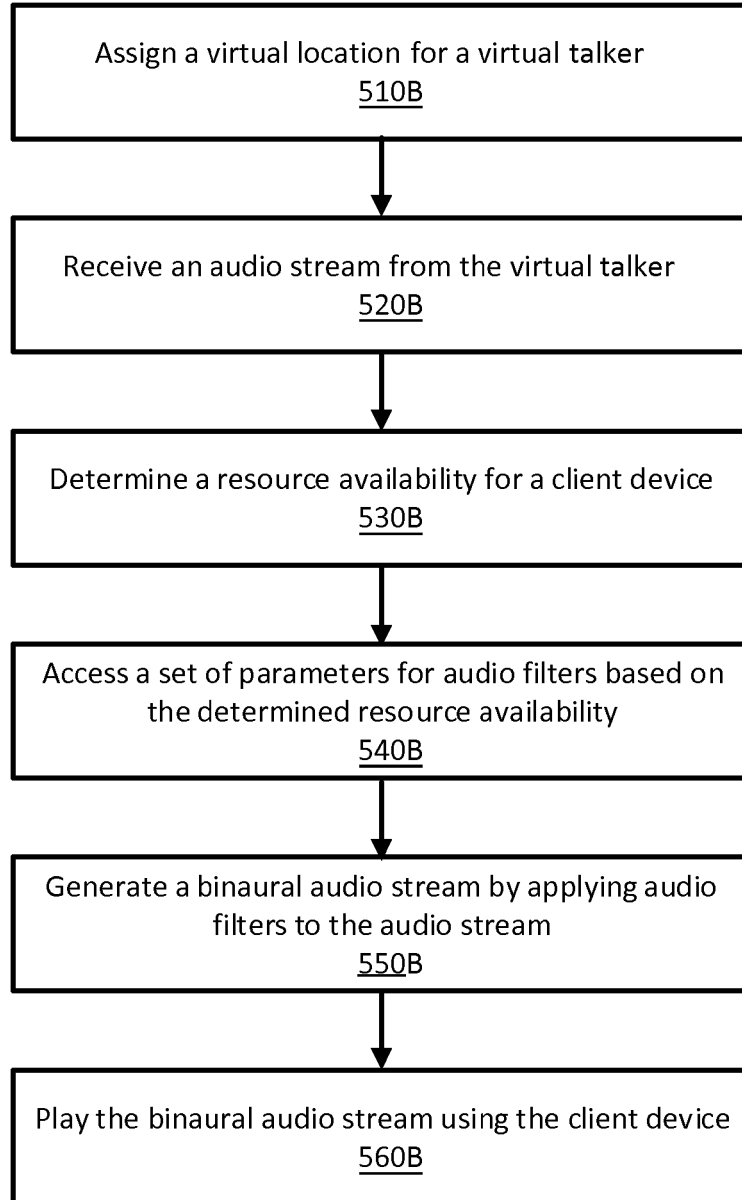 Assign a virtual location for a virtual talker
510B
Receive an audio stream from the virtual talker
520B
Determine a resource availability for a client device
530B
Access a set of parameters for audio filters based on
the determined resource availability
540B
Generate a binaural audio stream by applying audio
filters to the audio stream
550B
Play the binaural audio stream using the client device
560B